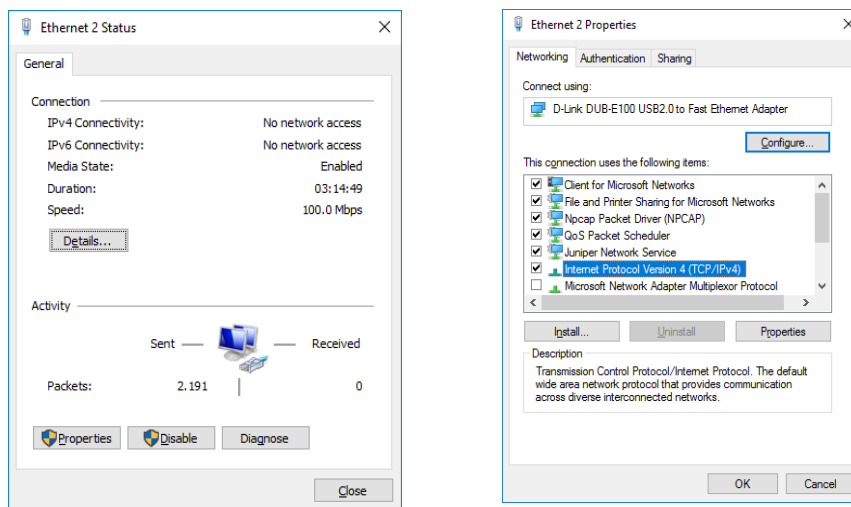 Ethernet 2 Status
General
Connection
IPv4 Connectivity: No network access
IPv6 Connectivity: No network access
Media State: Enabled
Duration: 03:14:49
Speed: 100.0 Mbps
Details...
Activity
Sent Received
Packets: 2.191 0
Properties Disable Diagnose
Close
Ethernet 2 Properties
Networking Authentication Sharing
Connect using:
D-Link DUB-E100 USB2.0 to Fast Ethernet Adapter
Configure...
This connection uses the following items:
Client for Microsoft Networks
File and Printer Sharing for Microsoft Networks
Npcap Packet Driver (NPCAP)
QoS Packet Scheduler
Juniper Network Service
Internet Protocol Version 4 (TCP/IPv4)
Microsoft Network Adapter Multiplexor Protocol
Install... Uninstall Properties
Description
Transmission Control Protocol/Internet Protocol. The default
wide area network protocol that provides communication
across diverse interconnected networks.
OK Cancel